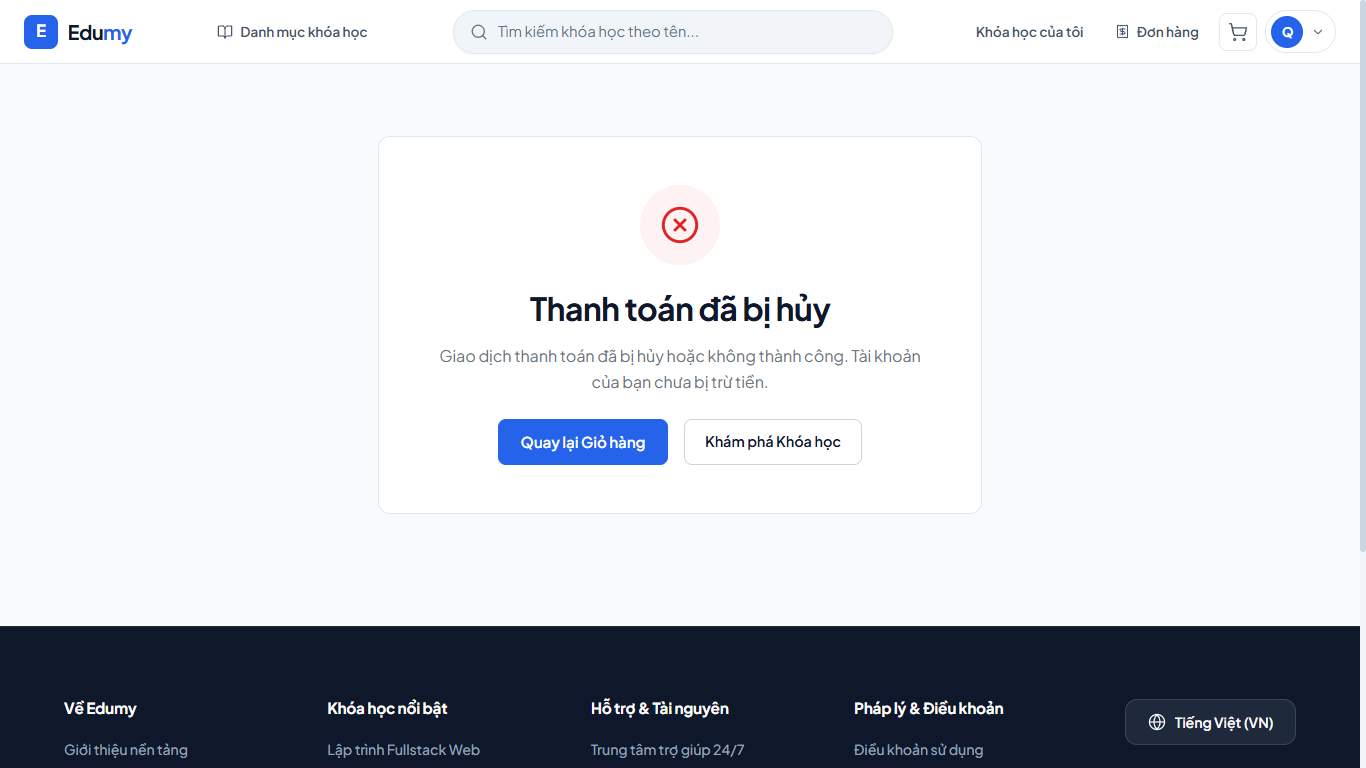 E Edumy
Danh mục khóa học
Tìm kiếm khóa học theo tên...
Khóa học của tôi
Đơn hàng
Q
Thanh toán đã bị hủy
Giao dịch thanh toán đã bị hủy hoặc không thành công. Tài khoản
của bạn chưa bị trừ tiền.
Quay lại Giỏ hàng
Khám phá Khóa học
Về Edumy
Khóa học nổi bật
Hỗ trợ & Tài nguyên
Pháp lý & Điều khoản
Tiếng Việt (VN)
Giới thiệu nền tảng
Lập trình Fullstack Web
Trung tâm trợ giúp 24/7
Điều khoản sử dụng